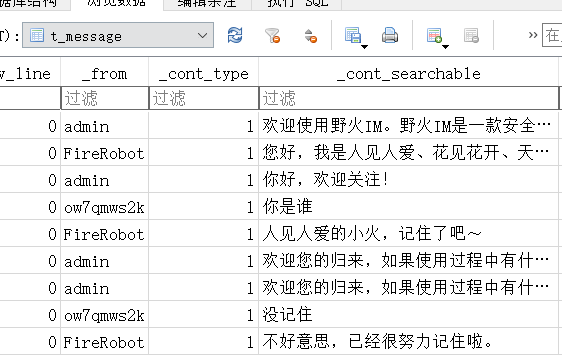 据库结构 浏览数据 编辑杂注 执行 SQL
T): t_message 在
w_line _from _cont_type _cont_searchable
过滤 过滤 过滤
0 admin 1 欢迎使用野火IM。野火IM是一款安全…
0 FireRobot 1 您好，我是人见人爱、花见花开、天…
0 admin 1 你好，欢迎关注！
0 ow7qmws2k 1 你是谁
0 FireRobot 1 人见人爱的小火，记住了吧～
0 admin 1 欢迎您的归来，如果使用过程中有什…
0 admin 1 欢迎您的归来，如果使用过程中有什…
0 ow7qmws2k 1 没记住
0 FireRobot 1 不好意思，已经很努力记住啦。